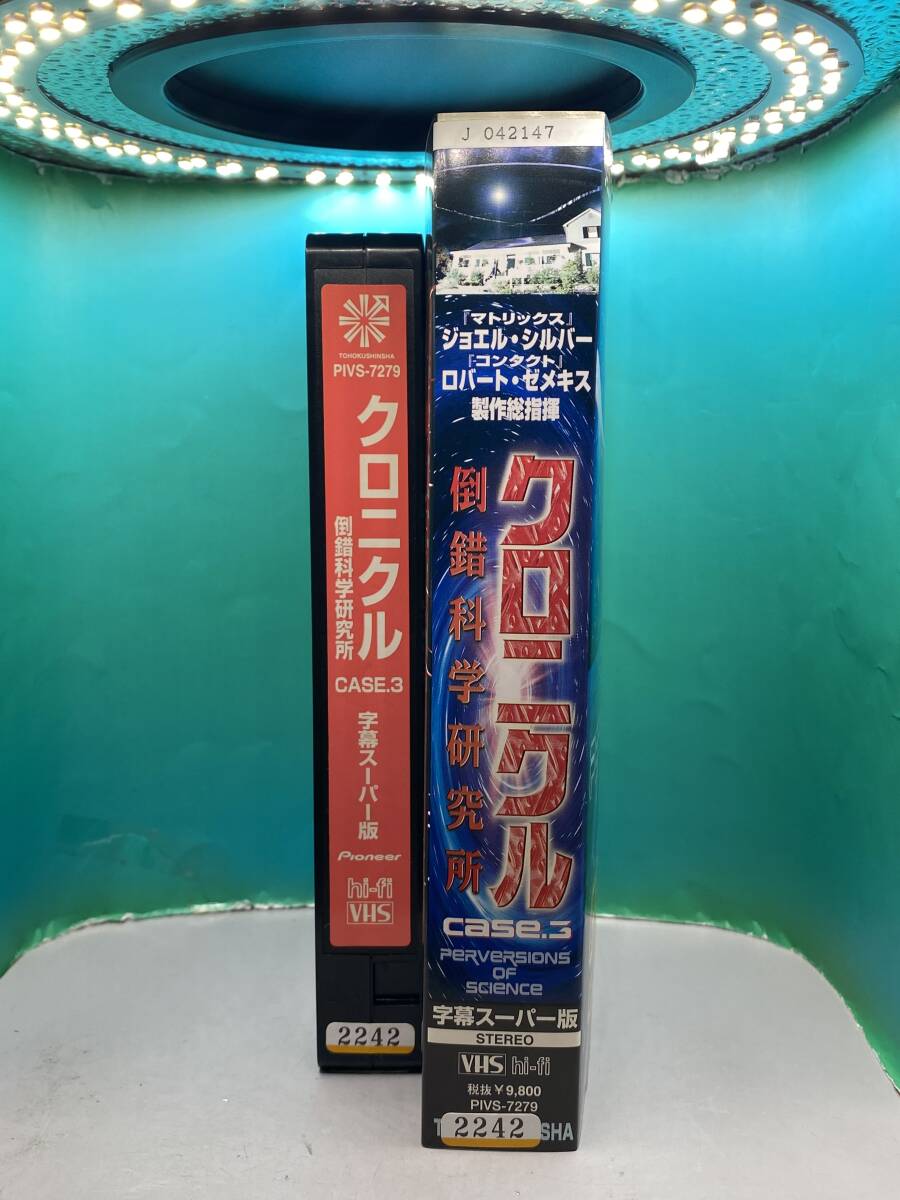 TOHOKUSHINSHA
PIVS-7279
クロニクル
倒錯科学研究所
CASE.3
字幕スーパー版
Pioneer
hi-fi
VHS
2242
J 042147
『マトリックス』
ジョエル・シルバー
『コンタクト』
ロバート・ゼメキス
製作総指揮
クロニクル
倒錯科学研究所
case.3
PERVERSIONS
OF
SCIENCE
字幕スーパー版
STEREO
VHS hi-fi
税抜￥9,800
PIVS-7279
2242